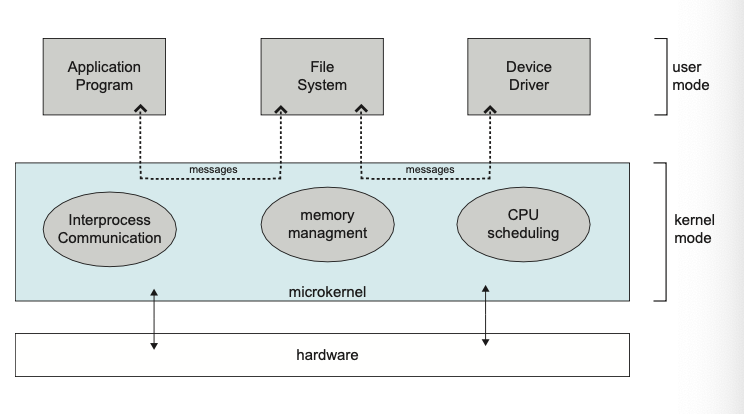 Application
Program
File
System
Device
Driver
user
mode
messages
messages
Interprocess
Communication
memory
managment
CPU
scheduling
kernel
mode
microkernel
hardware